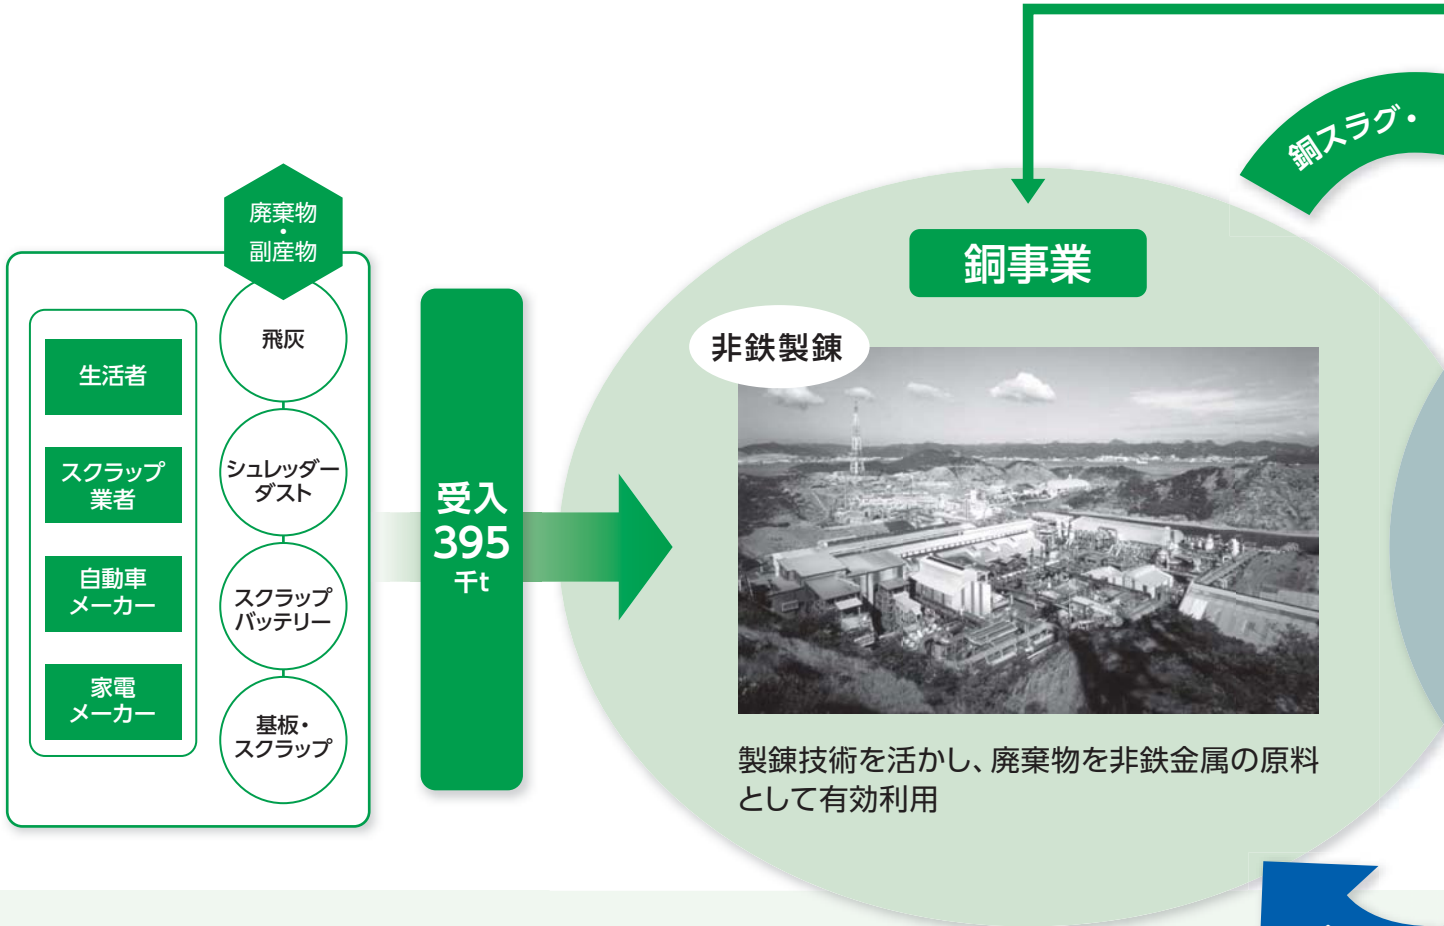 廃棄物
・
副産物
生活者
スクラップ
業者
自動車
メーカー
家電
メーカー
飛灰
シュレッダー
ダスト
スクラップ
バッテリー
基板・
スクラップ
受入
395
千t
銅事業
非鉄製錬
製錬技術を活かし、廃棄物を非鉄金属の原料
として有効利用
銅スラグ・